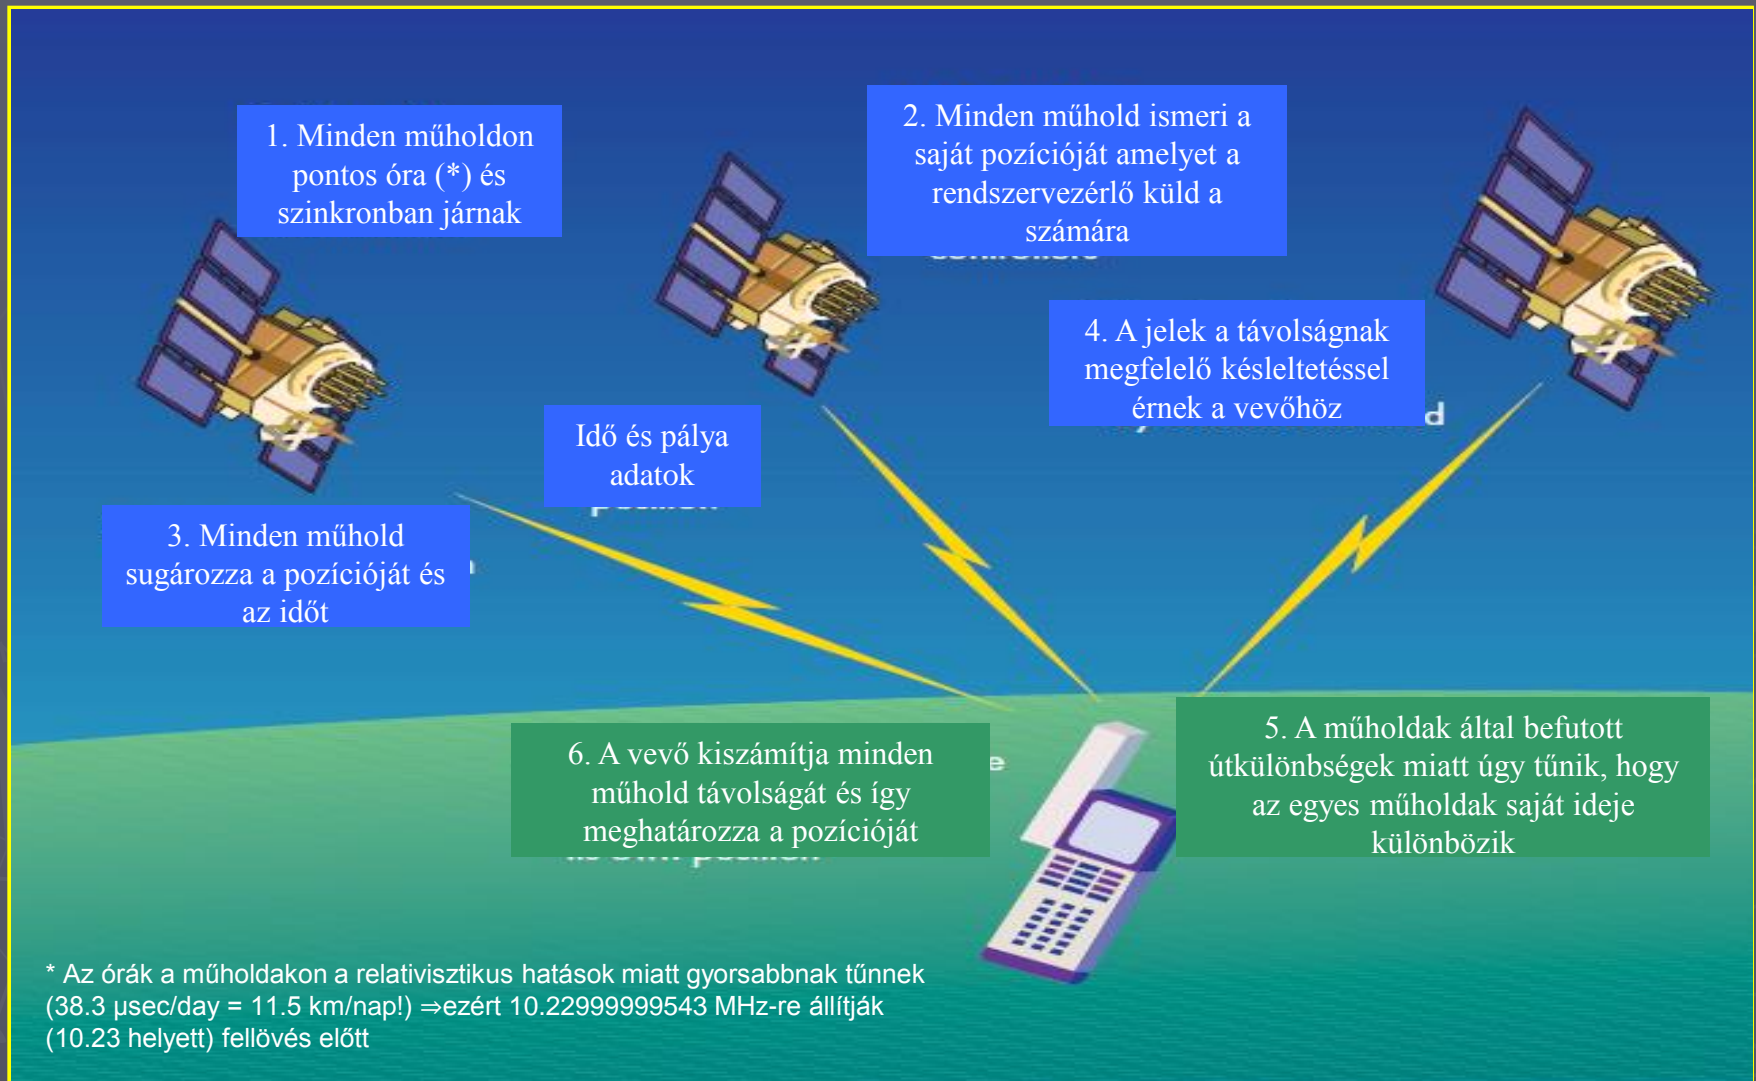 1. Minden műholdon
pontos óra (*) és
szinkronban járnak
2. Minden műhold ismeri a
saját pozícióját amelyet a
rendszervezérlő küld a
számára
4. A jelek a távolságnak
megfelelő késleltetéssel
érnek a vevőhöz
Idő és pálya
adatok
3. Minden műhold
sugározza a pozícióját és
az időt
6. A vevő kiszámítja minden
műhold távolságát és így
meghatározza a pozícióját
5. A műholdak által befutott
útkülönbségek miatt úgy tűnik, hogy
az egyes műholdak saját ideje
különbözik
* Az órák a műholdakon a relativisztikus hatások miatt gyorsabbnak tűnnek
(38.3 μsec/day = 11.5 km/nap!) ⇒ezért 10.22999999543 MHz-re állítják
(10.23 helyett) fellövés előtt